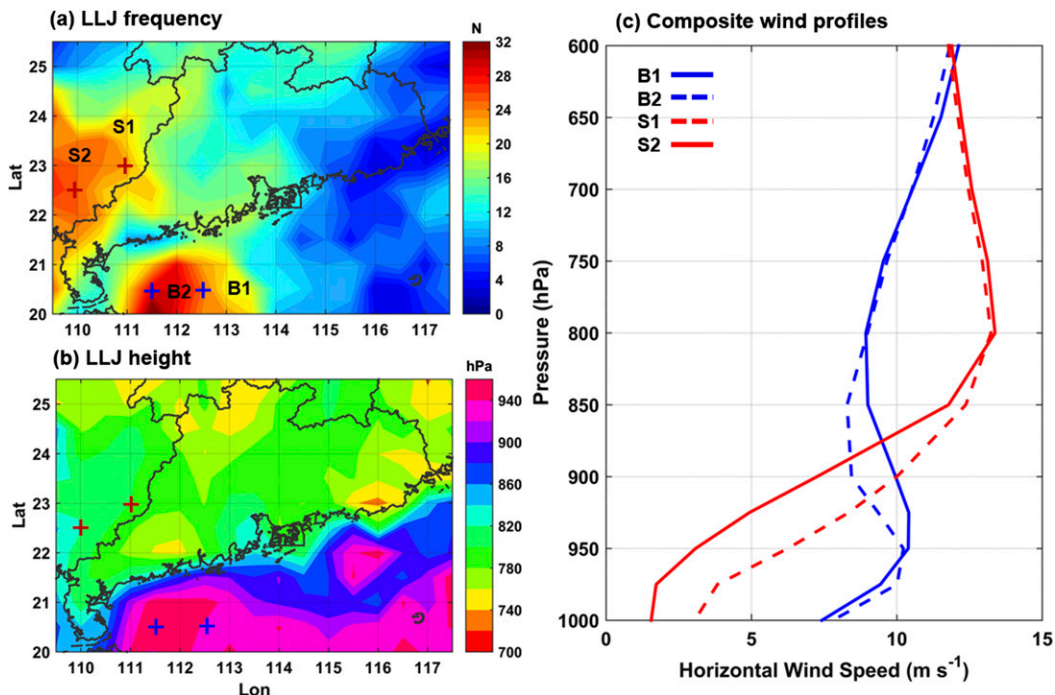 (a) LLJ frequency
N
25
24
23
22
21
20
Lat
110 111 112 113 114 115 116 117
S1
S2
B2 B1
32
28
24
20
16
12
8
4
0
(b) LLJ height
hPa
25
24
23
22
21
20
Lat
110 111 112 113 114 115 116 117
Lon
940
900
860
820
780
740
700
(c) Composite wind profiles
600
650
700
750
800
850
900
950
1000
Pressure (hPa)
B1
B2
S1
S2
0 5 10 15
Horizontal Wind Speed (m s⁻¹)